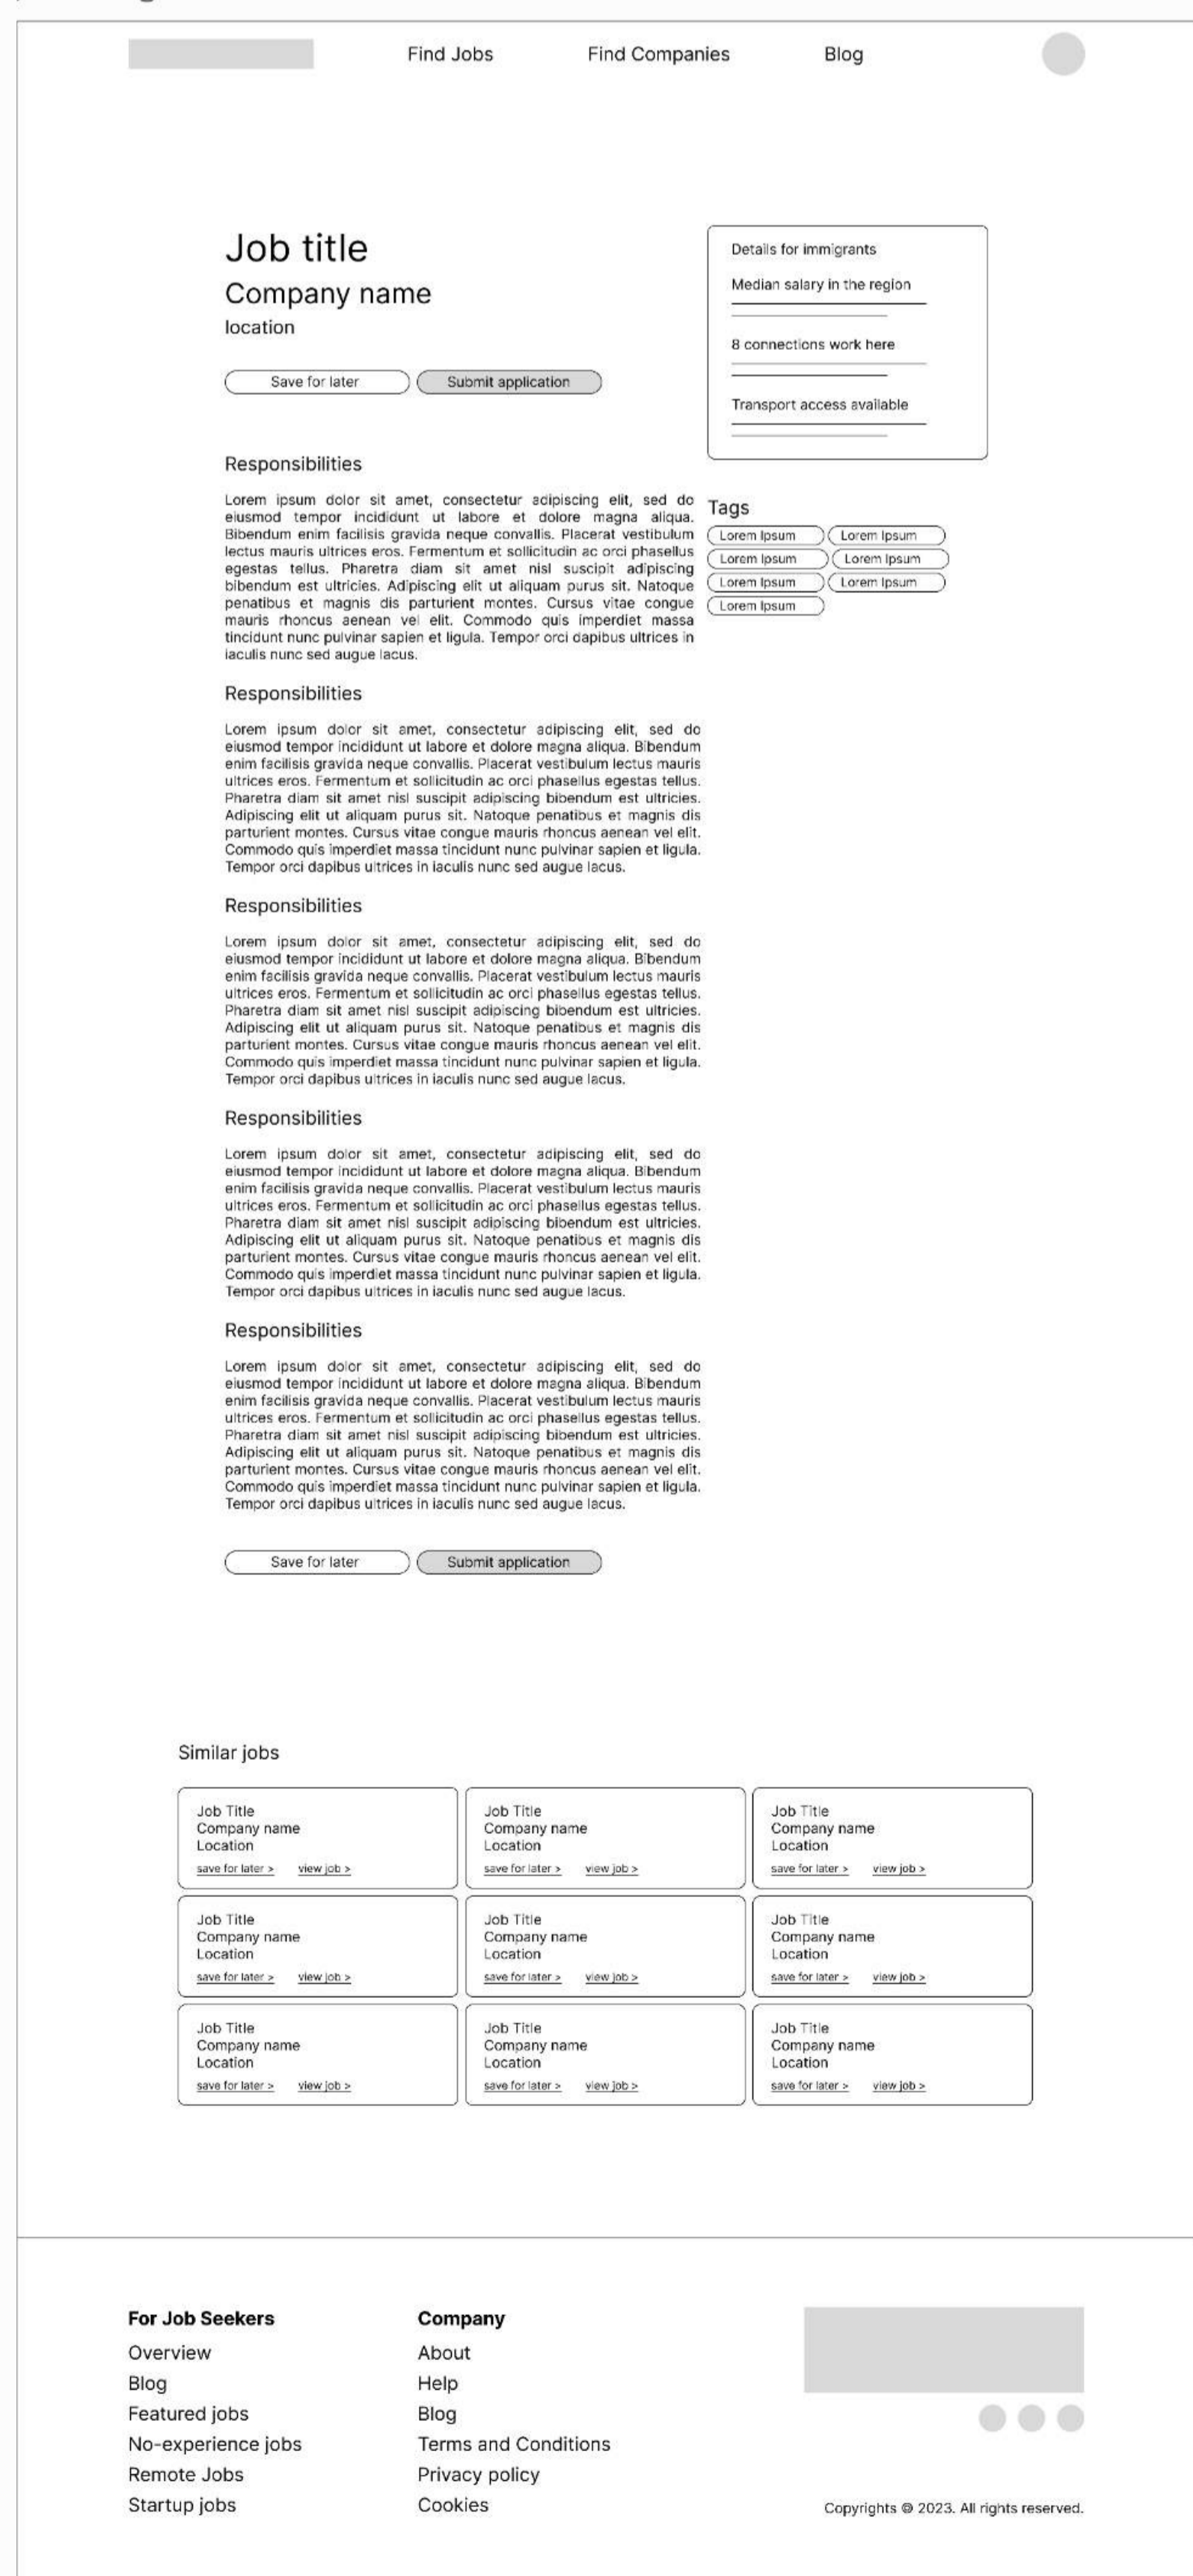 Find Jobs
Find Companies
Blog
Job title
Company name
location
Save for later
Submit application
Details for immigrants
Median salary in the region
8 connections work here
Transport access available
Responsibilities
Lorem ipsum dolor sit amet, consectetur adipiscing elit, sed do
eiusmod tempor incididunt ut labore et dolore magna aliqua.
Bibendum enim facilisis gravida neque convallis. Placerat vestibulum
lectus mauris ultrices eros. Fermentum et sollicitudin ac orci phasellus
egestas tellus. Pharetra diam sit amet nisl suscipit adipiscing
bibendum est ultricies. Adipiscing elit ut aliquam purus sit. Natoque
penatibus et magnis dis parturient montes. Cursus vitae congue
mauris rhoncus aenean vel elit. Commodo quis imperdiet massa
tincidunt nunc pulvinar sapien et ligula. Tempor orci dapibus ultrices in
iaculis nunc sed augue lacus.
Tags
Lorem Ipsum
Lorem Ipsum
Lorem Ipsum
Lorem Ipsum
Lorem Ipsum
Lorem Ipsum
Lorem Ipsum
Responsibilities
Lorem ipsum dolor sit amet, consectetur adipiscing elit, sed do
eiusmod tempor incididunt ut labore et dolore magna aliqua. Bibendum
enim facilisis gravida neque convallis. Placerat vestibulum lectus mauris
ultrices eros. Fermentum et sollicitudin ac orci phasellus egestas tellus.
Pharetra diam sit amet nisl suscipit adipiscing bibendum est ultricies.
Adipiscing elit ut aliquam purus sit. Natoque penatibus et magnis dis
parturient montes. Cursus vitae congue mauris rhoncus aenean vel elit.
Commodo quis imperdiet massa tincidunt nunc pulvinar sapien et ligula.
Tempor orci dapibus ultrices in iaculis nunc sed augue lacus.
Responsibilities
Lorem ipsum dolor sit amet, consectetur adipiscing elit, sed do
eiusmod tempor incididunt ut labore et dolore magna aliqua. Bibendum
enim facilisis gravida neque convallis. Placerat vestibulum lectus mauris
ultrices eros. Fermentum et sollicitudin ac orci phasellus egestas tellus.
Pharetra diam sit amet nisl suscipit adipiscing bibendum est ultricies.
Adipiscing elit ut aliquam purus sit. Natoque penatibus et magnis dis
parturient montes. Cursus vitae congue mauris rhoncus aenean vel elit.
Commodo quis imperdiet massa tincidunt nunc pulvinar sapien et ligula.
Tempor orci dapibus ultrices in iaculis nunc sed augue lacus.
Responsibilities
Lorem ipsum dolor sit amet, consectetur adipiscing elit, sed do
eiusmod tempor incididunt ut labore et dolore magna aliqua. Bibendum
enim facilisis gravida neque convallis. Placerat vestibulum lectus mauris
ultrices eros. Fermentum et sollicitudin ac orci phasellus egestas tellus.
Pharetra diam sit amet nisl suscipit adipiscing bibendum est ultricies.
Adipiscing elit ut aliquam purus sit. Natoque penatibus et magnis dis
parturient montes. Cursus vitae congue mauris rhoncus aenean vel elit.
Commodo quis imperdiet massa tincidunt nunc pulvinar sapien et ligula.
Tempor orci dapibus ultrices in iaculis nunc sed augue lacus.
Responsibilities
Lorem ipsum dolor sit amet, consectetur adipiscing elit, sed do
eiusmod tempor incididunt ut labore et dolore magna aliqua. Bibendum
enim facilisis gravida neque convallis. Placerat vestibulum lectus mauris
ultrices eros. Fermentum et sollicitudin ac orci phasellus egestas tellus.
Pharetra diam sit amet nisl suscipit adipiscing bibendum est ultricies.
Adipiscing elit ut aliquam purus sit. Natoque penatibus et magnis dis
parturient montes. Cursus vitae congue mauris rhoncus aenean vel elit.
Commodo quis imperdiet massa tincidunt nunc pulvinar sapien et ligula.
Tempor orci dapibus ultrices in iaculis nunc sed augue lacus.
Save for later
Submit application
Similar jobs
Job Title
Company name
Location
save for later > view job >
Job Title
Company name
Location
save for later > view job >
Job Title
Company name
Location
save for later > view job >
Job Title
Company name
Location
save for later > view job >
Job Title
Company name
Location
save for later > view job >
Job Title
Company name
Location
save for later > view job >
Job Title
Company name
Location
save for later > view job >
Job Title
Company name
Location
save for later > view job >
Job Title
Company name
Location
save for later > view job >
For Job Seekers
Overview
Blog
Featured jobs
No-experience jobs
Remote Jobs
Startup jobs
Company
About
Help
Blog
Terms and Conditions
Privacy policy
Cookies
Copyrights © 2023. All rights reserved.